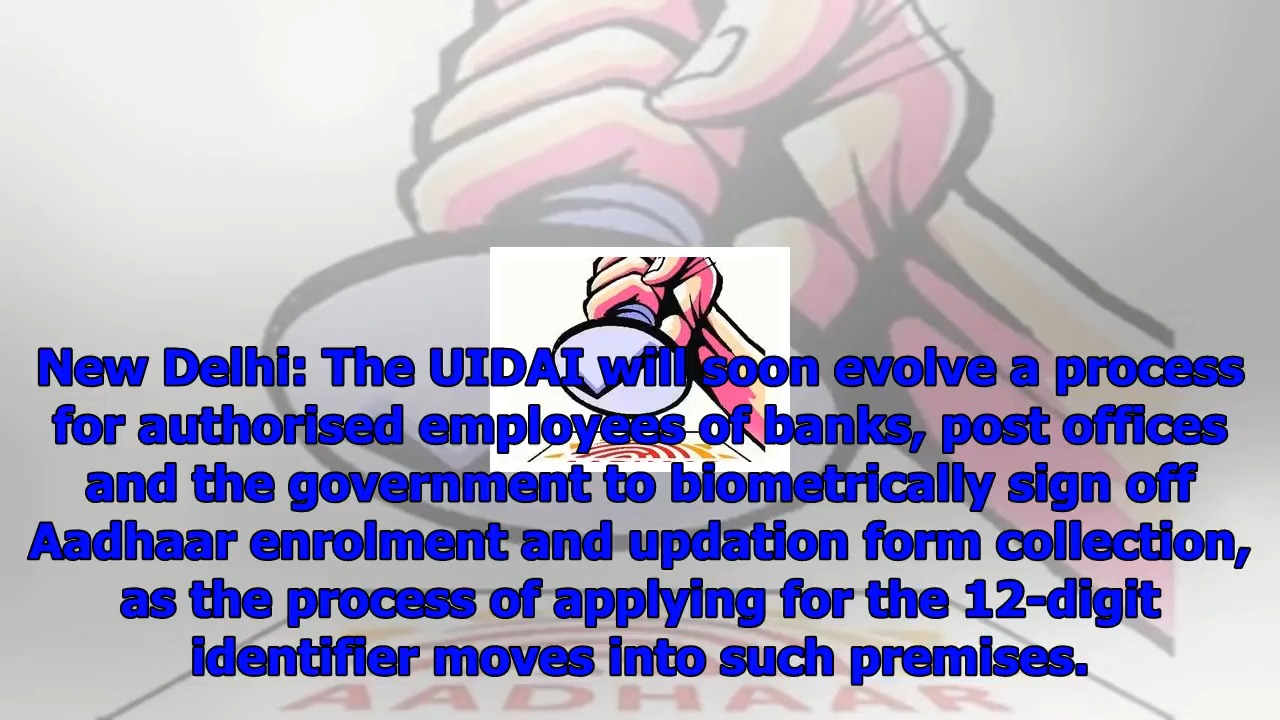 New Delhi: The UIDAI will soon evolve a process
for authorised employees of banks, post offices
and the government to biometrically sign off
Aadhaar enrolment and updation form collection,
as the process of applying for the 12-digit
identifier moves into such premises.
AADHAAR